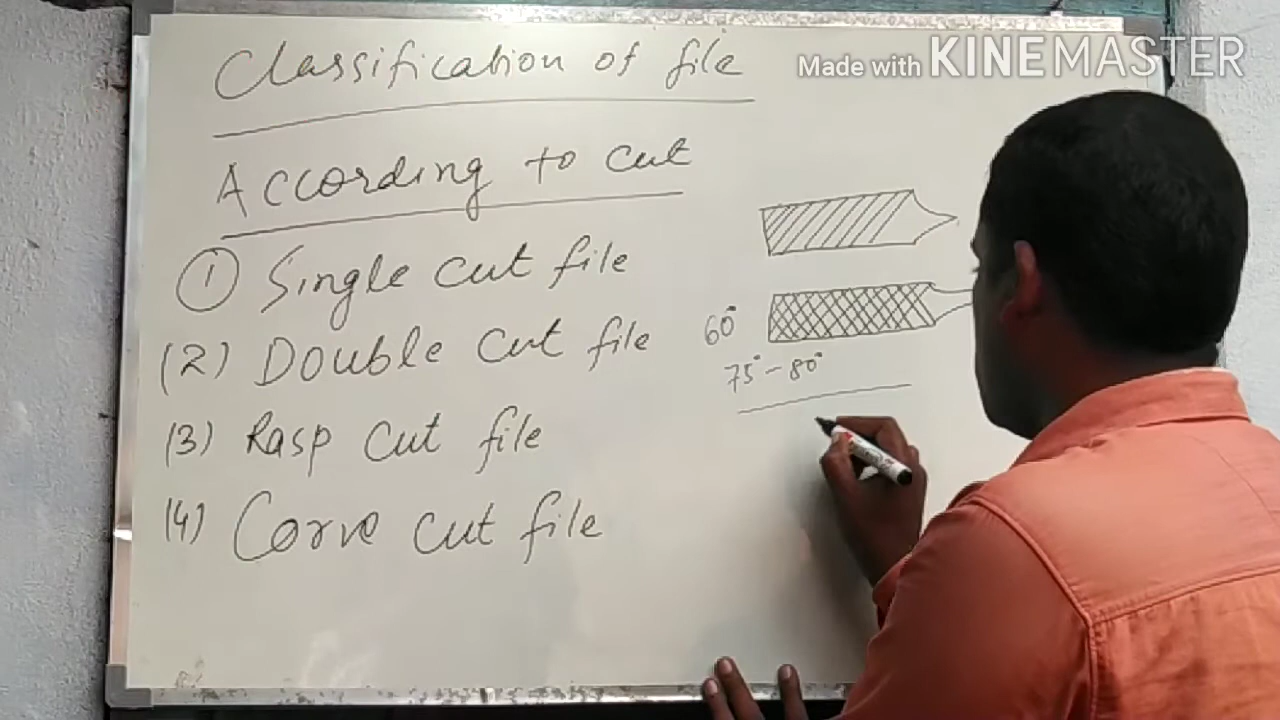 Made with KINEMASTER
Classification of file
According to cut
① Single cut file
(2) Double cut file
60°
75° - 80°
(3) Rasp cut file
(4) Corve cut file